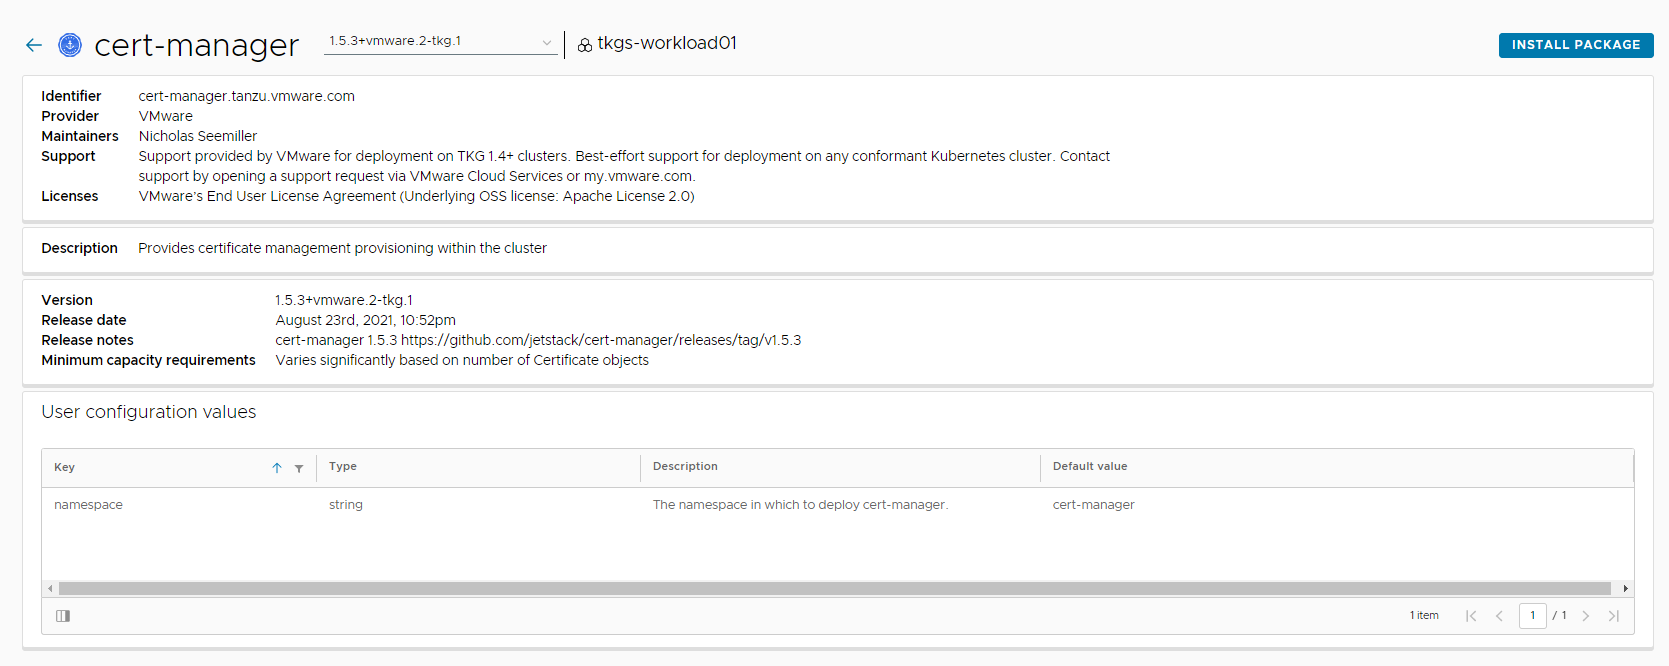 cert-manager 1.5.3+vmware.2-tkg.1 tkgs-workload01 INSTALL PACKAGE
Identifier cert-manager.tanzu.vmware.com
Provider VMware
Maintainers Nicholas Seemiller
Support Support provided by VMware for deployment on TKG 1.4+ clusters. Best-effort support for deployment on any conformant Kubernetes cluster. Contact
support by opening a support request via VMware Cloud Services or my.vmware.com.
Licenses VMware's End User License Agreement (Underlying OSS license: Apache License 2.0)
Description Provides certificate management provisioning within the cluster
Version 1.5.3+vmware.2-tkg.1
Release date August 23rd, 2021, 10:52pm
Release notes cert-manager 1.5.3 https://github.com/jetstack/cert-manager/releases/tag/v1.5.3
Minimum capacity requirements Varies significantly based on number of Certificate objects
User configuration values
Key Type Description Default value
namespace string The namespace in which to deploy cert-manager. cert-manager
1 item 1 / 1